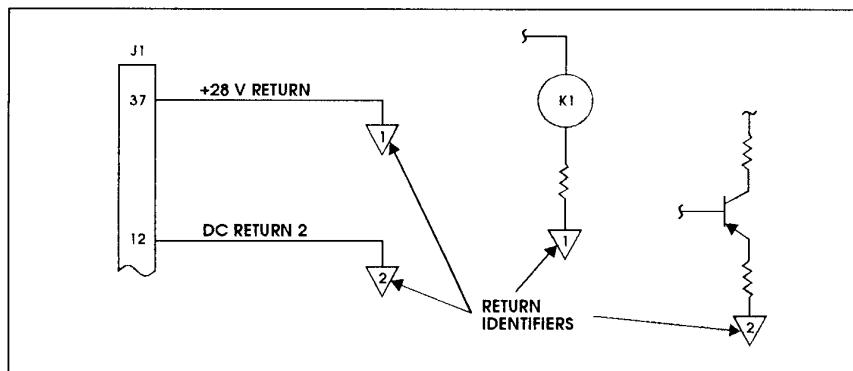 J1
37
+28 V RETURN
1
12
DC RETURN 2
2
K1
1
2
RETURN
IDENTIFIERS